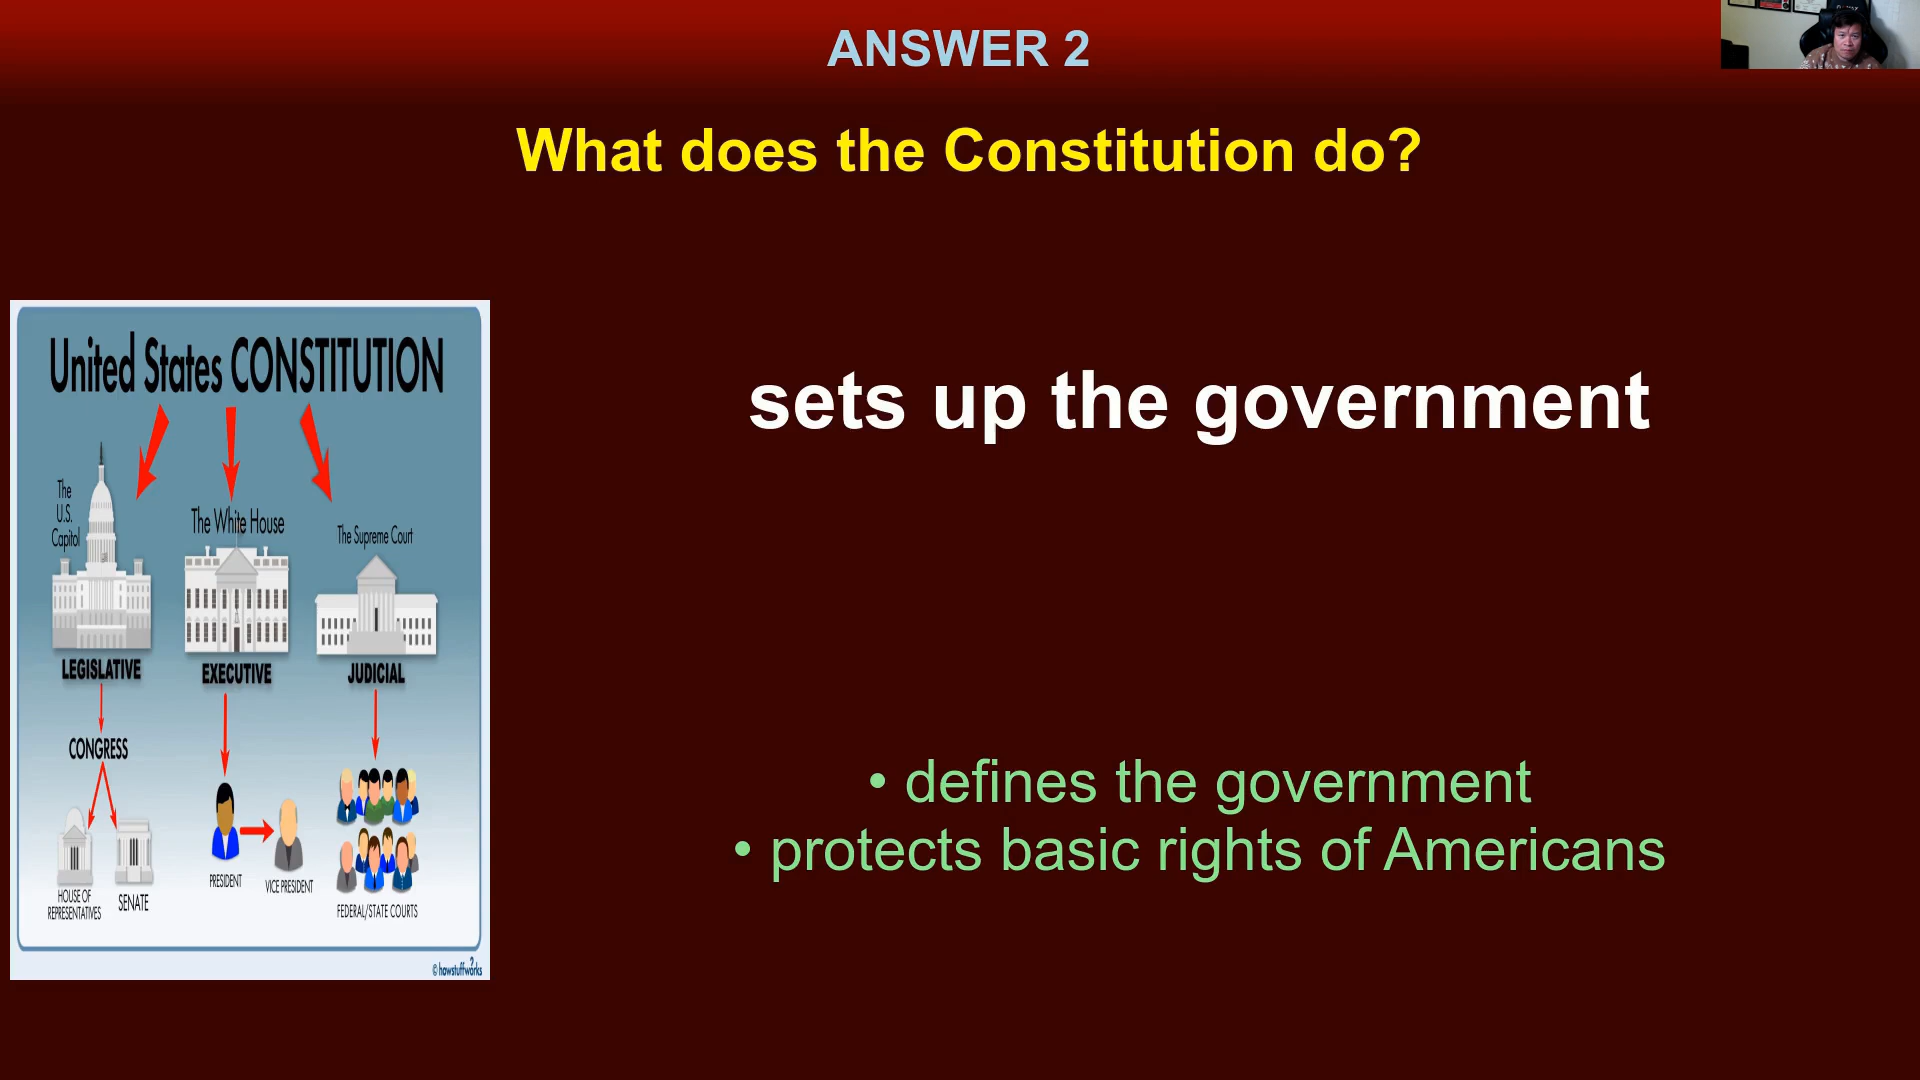 ANSWER 2
What does the Constitution do?
United States CONSTITUTION
The
U.S.
Capitol
The White House
The Supreme Court
LEGISLATIVE
EXECUTIVE
JUDICIAL
CONGRESS
HOUSE OF
REPRESENTATIVES
SENATE
PRESIDENT
VICE PRESIDENT
FEDERAL/STATE COURTS
© howstuffworks
sets up the government
• defines the government
• protects basic rights of Americans